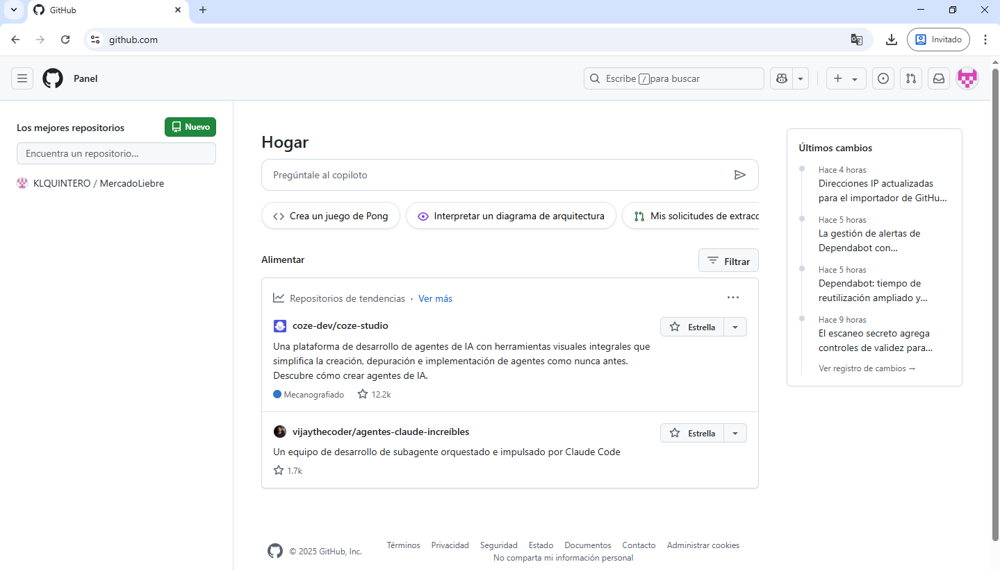 GitHub
github.com
Invitado
Panel
Escribe / para buscar
Los mejores repositorios
Nuevo
Encuentra un repositorio...
KLQUINTERO / MercadoLiebre
Hogar
Pregúntale al copiloto
Crea un juego de Pong
Interpretar un diagrama de arquitectura
Mis solicitudes de extracc
Alimentar
Filtrar
Repositorios de tendencias · Ver más
coze-dev/coze-studio
Estrella
Una plataforma de desarrollo de agentes de IA con herramientas visuales integrales que
simplifica la creación, depuración e implementación de agentes como nunca antes.
Descubre cómo crear agentes de IA.
Mecanografiado
12.2k
vijaythecoder/agentes-claude-increíbles
Estrella
Un equipo de desarrollo de subagente orquestado e impulsado por Claude Code
1.7k
Últimos cambios
Hace 4 horas
Direcciones IP actualizadas
para el importador de GitHu...
Hace 5 horas
La gestión de alertas de
Dependabot con...
Hace 5 horas
Dependabot: tiempo de
reutilización ampliado y...
Hace 9 horas
El escaneo secreto agrega
controles de validez para...
Ver registro de cambios →
© 2025 GitHub, Inc.
Términos
Privacidad
Seguridad
Estado
Documentos
Contacto
Administrar cookies
No comparta mi información personal